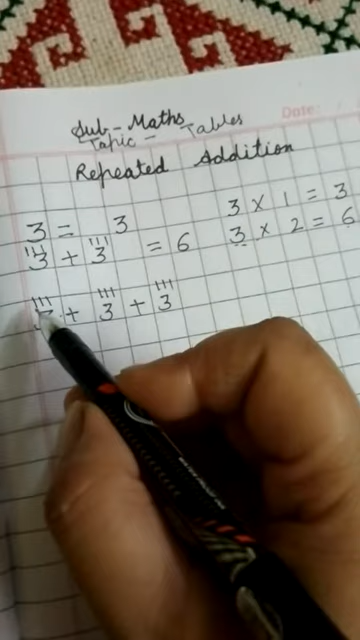 Date:
Sub - Maths
Topic - Tables
Repeated Addition
3 = 3 3 x 1 = 3
3 + 3 = 6 3 x 2 = 6
3 + 3 + 3